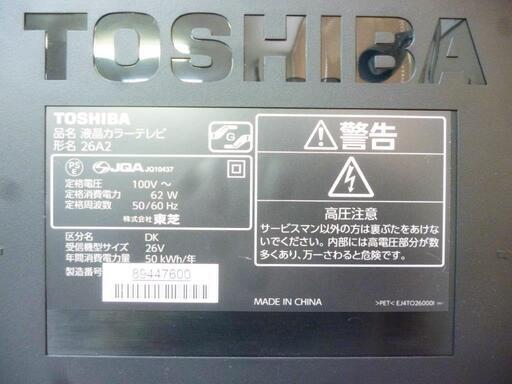 TOSHIBA
TOSHIBA
品名 液晶カラーテレビ
形名 26A2
PS
E
JQA JQ10437
定格電圧 100V ～
定格消費電力 62 W
定格周波数 50/60 Hz
株式会社 東芝
区分名 DK
受信機型サイズ 26V
年間消費電力量 50 kWh/年
製造番号 89447600
G
警告
高圧注意
サービスマン以外の方は裏ぶたをあけな
いでください。内部には高電圧部分が数
多くあり、万一さわると危険です。
MADE IN CHINA
>PET< EJ4TO26000I